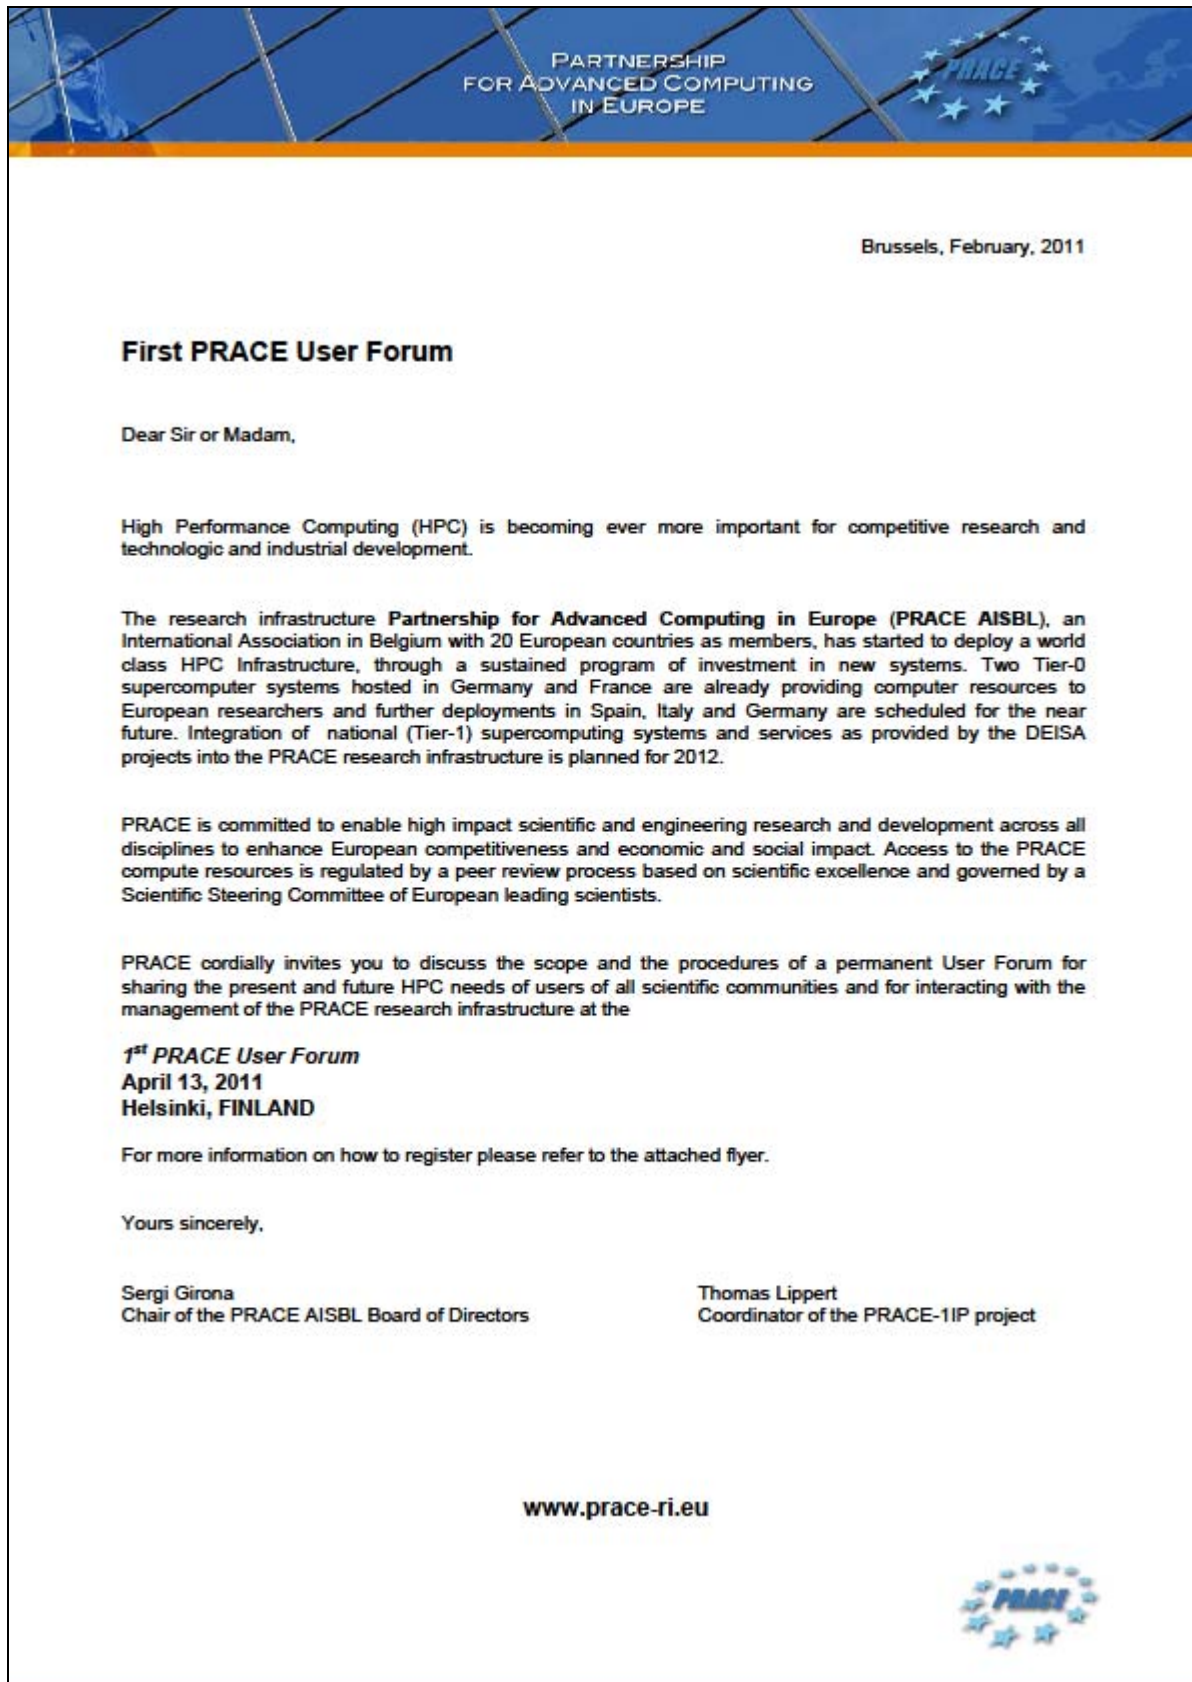 PARTNERSHIP
FOR ADVANCED COMPUTING
IN EUROPE
PRACE
Brussels, February, 2011
First PRACE User Forum
Dear Sir or Madam,
High Performance Computing (HPC) is becoming ever more important for competitive research and
technologic and industrial development.
The research infrastructure Partnership for Advanced Computing in Europe (PRACE AISBL), an
International Association in Belgium with 20 European countries as members, has started to deploy a world
class HPC Infrastructure, through a sustained program of investment in new systems. Two Tier-0
supercomputer systems hosted in Germany and France are already providing computer resources to
European researchers and further deployments in Spain, Italy and Germany are scheduled for the near
future. Integration of national (Tier-1) supercomputing systems and services as provided by the DEISA
projects into the PRACE research infrastructure is planned for 2012.
PRACE is committed to enable high impact scientific and engineering research and development across all
disciplines to enhance European competitiveness and economic and social impact. Access to the PRACE
compute resources is regulated by a peer review process based on scientific excellence and governed by a
Scientific Steering Committee of European leading scientists.
PRACE cordially invites you to discuss the scope and the procedures of a permanent User Forum for
sharing the present and future HPC needs of users of all scientific communities and for interacting with the
management of the PRACE research infrastructure at the
1st PRACE User Forum
April 13, 2011
Helsinki, FINLAND
For more information on how to register please refer to the attached flyer.
Yours sincerely,
Sergi Girona Thomas Lippert
Chair of the PRACE AISBL Board of Directors Coordinator of the PRACE-1IP project
www.prace-ri.eu
PRACE